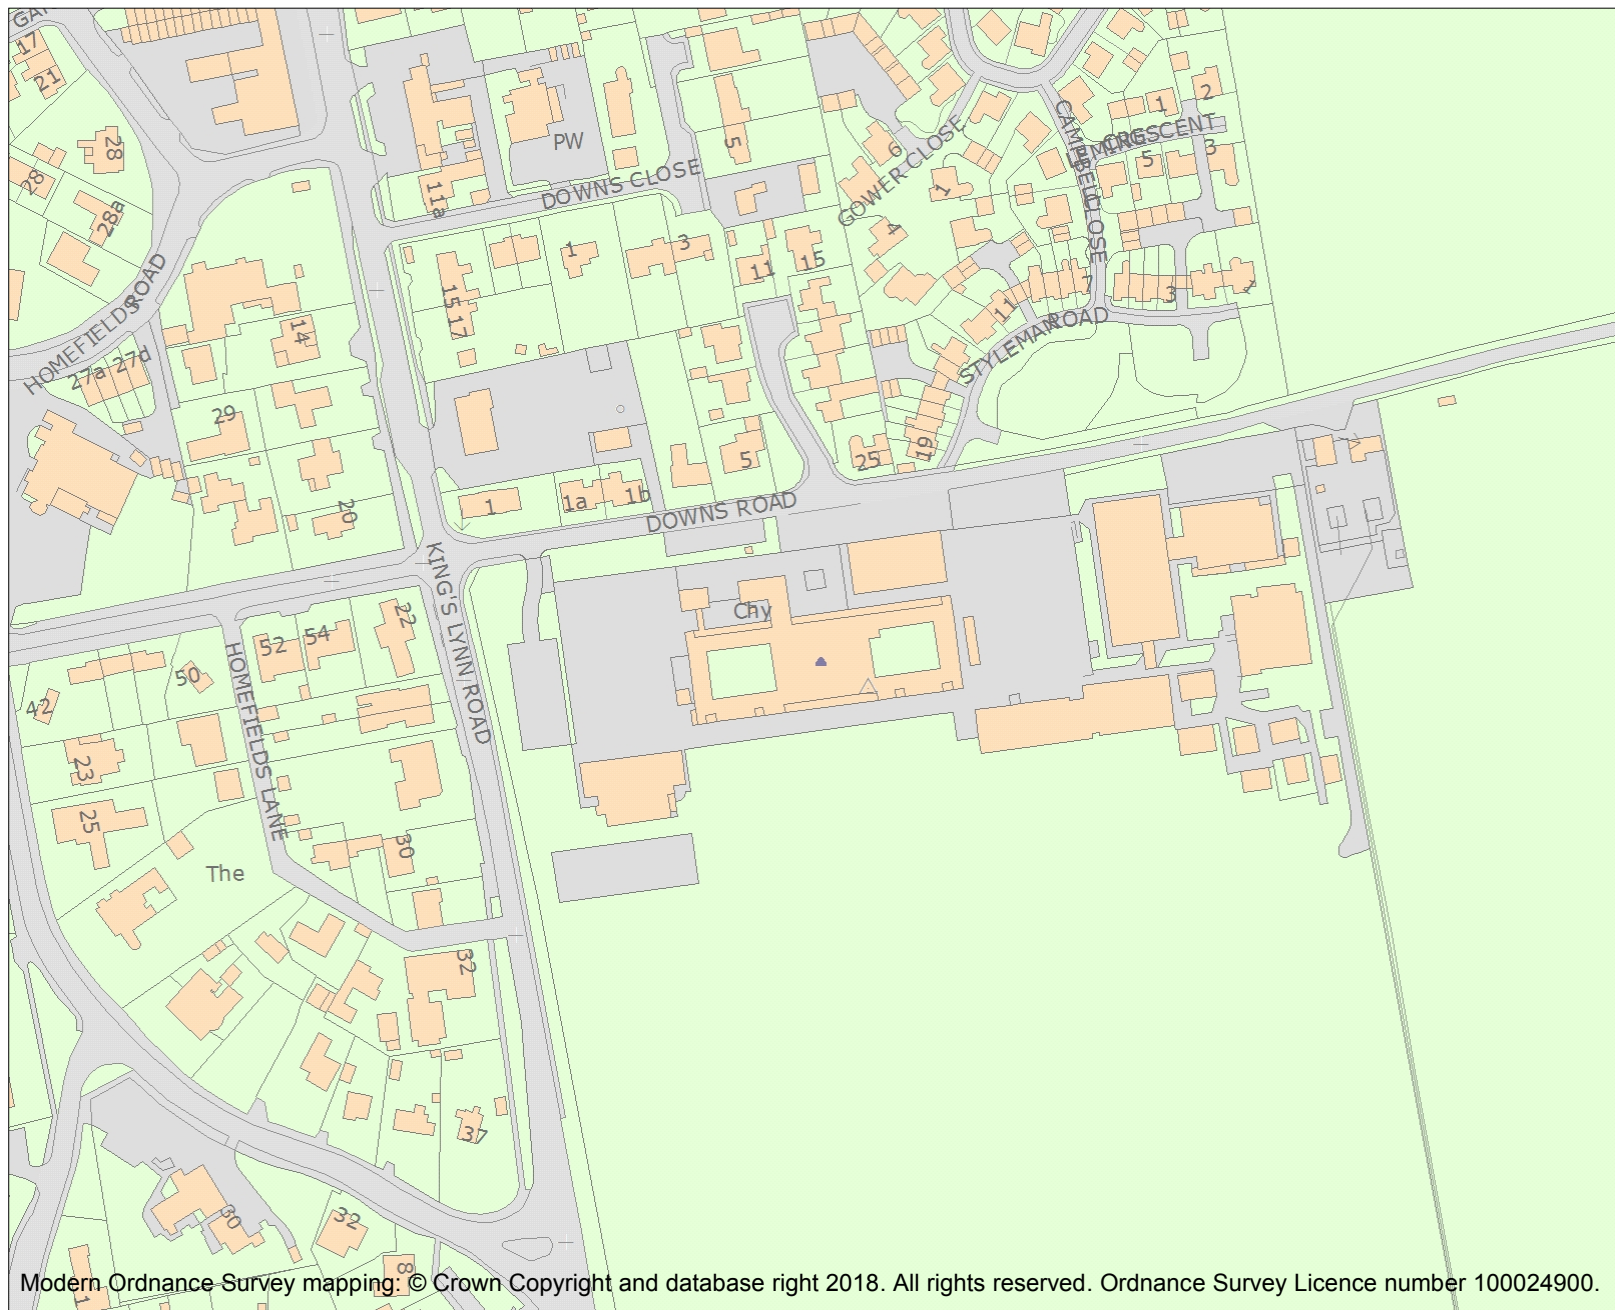 GA
17
21
28
28
28a
PW
DOWNS CLOSE
11a
5
6
GOWER CLOSE
1
4
CAMPBELL
CLOSE
CRESCENT
1
2
5
3
7
3
1
3
11
15
15
17
HOMEFIELDS
ROAD
27a
27d
14
29
20
11
STYLEMAN
ROAD
19
25
5
1
1a
1b
DOWNS ROAD
KING'S LYNN ROAD
Chy
22
52
54
50
42
HOMEFIELDS LANE
23
25
30
The
32
37
30
32
8
1
Modern Ordnance Survey mapping: © Crown Copyright and database right 2018. All rights reserved. Ordnance Survey Licence number 100024900.